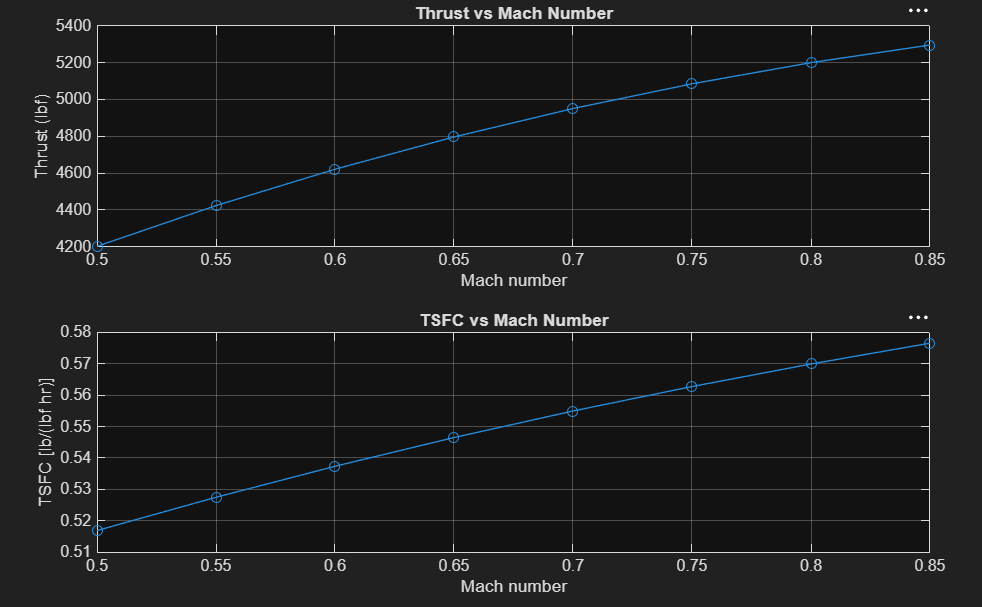 Thrust vs Mach Number
5400
5200
5000
4800
4600
4400
4200
Thrust (lbf)
0.5 0.55 0.6 0.65 0.7 0.75 0.8 0.85
Mach number
TSFC vs Mach Number
0.58
0.57
0.56
0.55
0.54
0.53
0.52
0.51
TSFC [lb/(lbf hr)]
0.5 0.55 0.6 0.65 0.7 0.75 0.8 0.85
Mach number